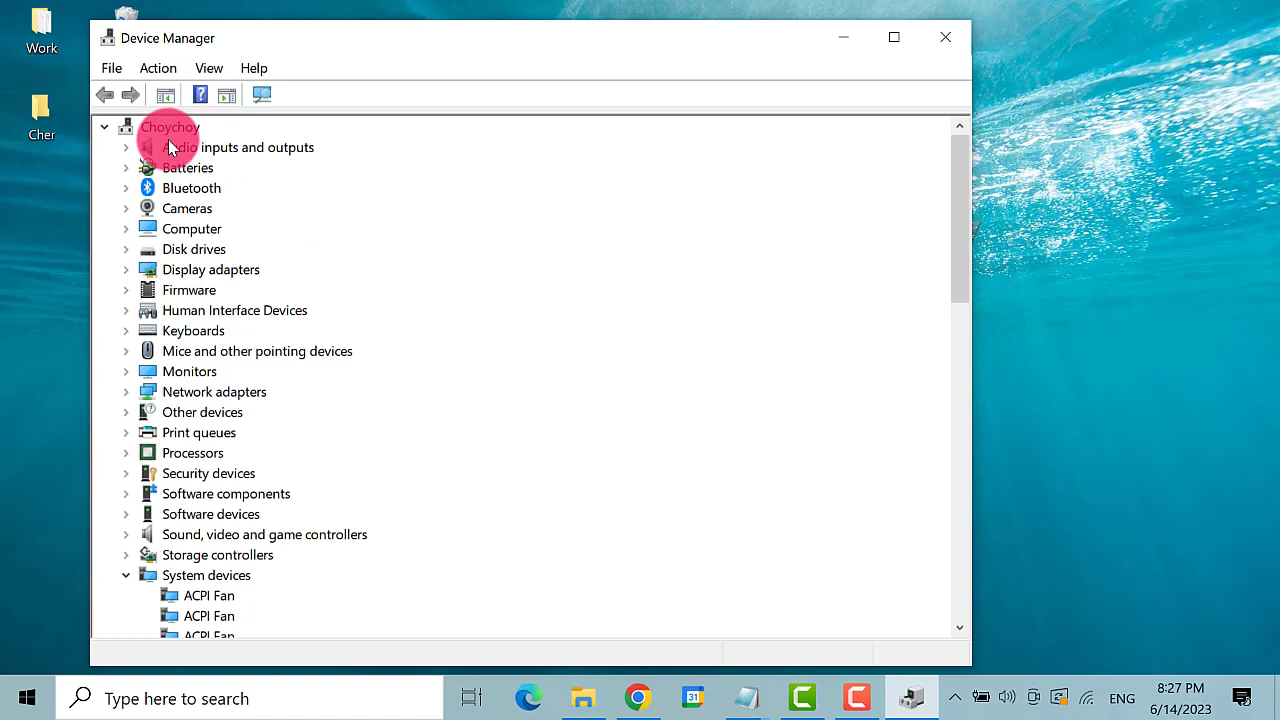 Work
Cher
Device Manager
File Action View Help
Choychoy
Audio inputs and outputs
Batteries
Bluetooth
Cameras
Computer
Disk drives
Display adapters
Firmware
Human Interface Devices
Keyboards
Mice and other pointing devices
Monitors
Network adapters
Other devices
Print queues
Processors
Security devices
Software components
Software devices
Sound, video and game controllers
Storage controllers
System devices
ACPI Fan
ACPI Fan
ACPI Fan
Type here to search
31
ENG
8:27 PM
6/14/2023